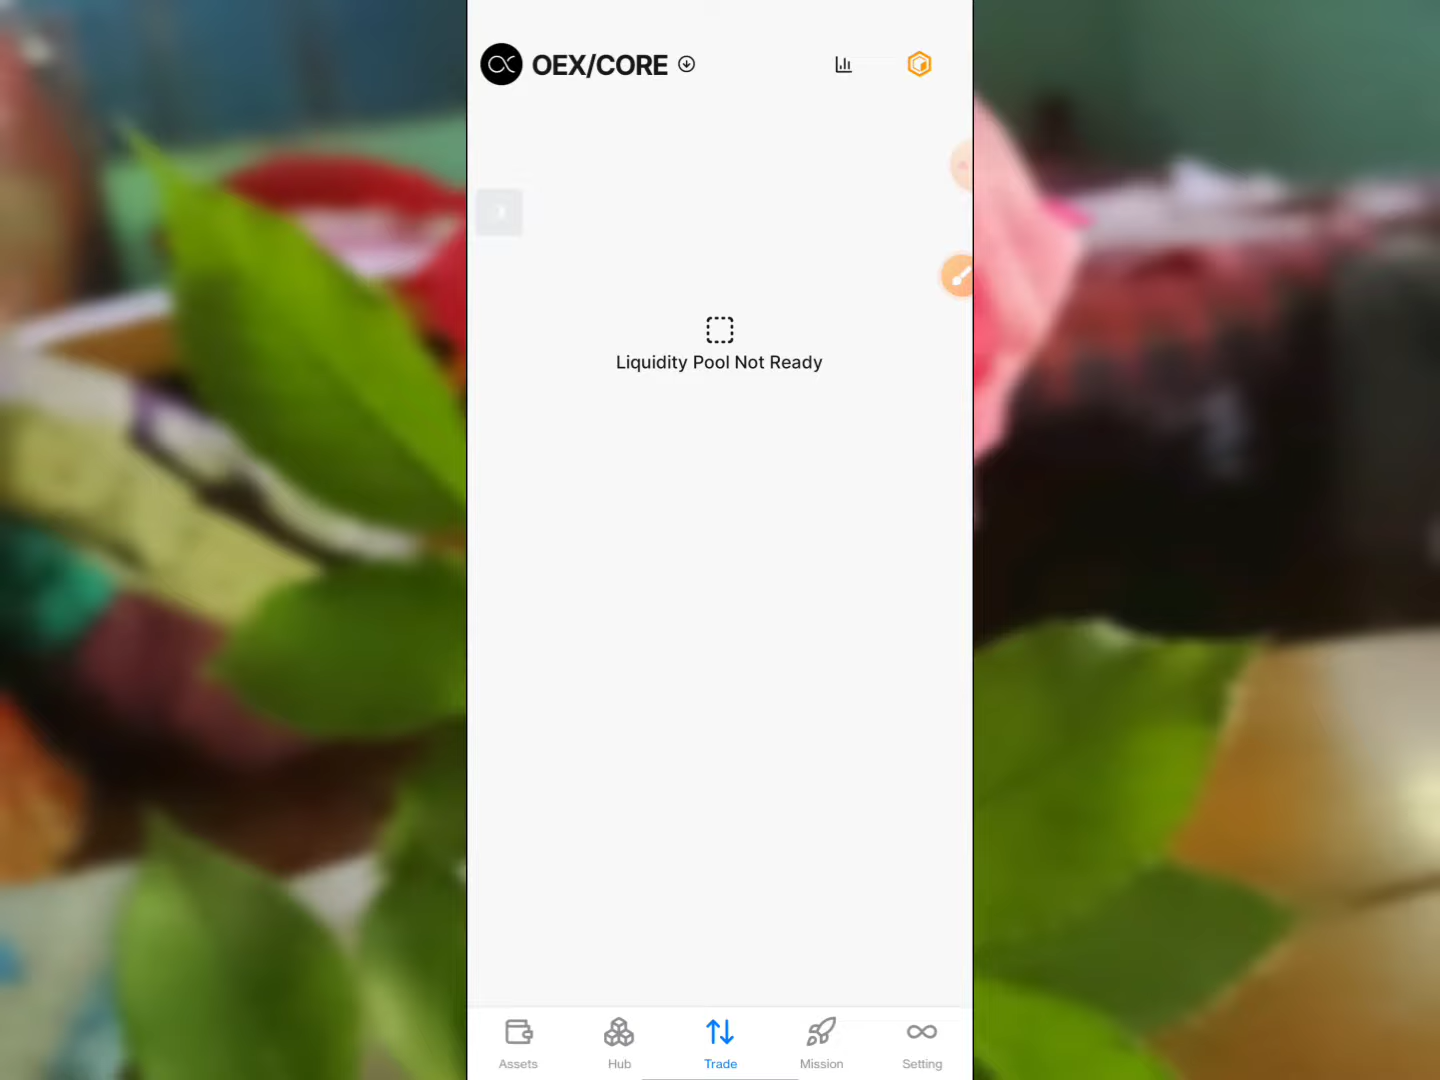 OEX/CORE
Liquidity Pool Not Ready
Assets
Hub
Trade
Mission
Setting